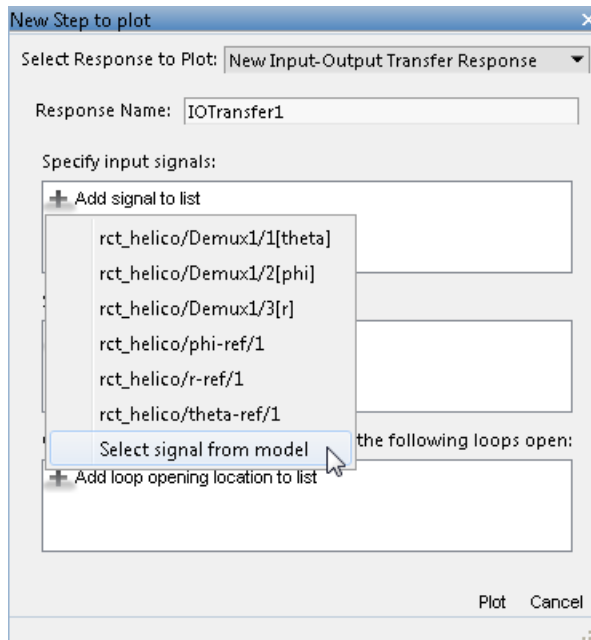 New Step to plot
Select Response to Plot: New Input-Output Transfer Response
Response Name: IOTransfer1
Specify input signals:
Add signal to list
rct_helico/Demux1/1[theta]
rct_helico/Demux1/2[phi]
rct_helico/Demux1/3[r]
rct_helico/phi-ref/1
rct_helico/r-ref/1
rct_helico/theta-ref/1
Select signal from model
the following loops open:
Add loop opening location to list
Plot Cancel